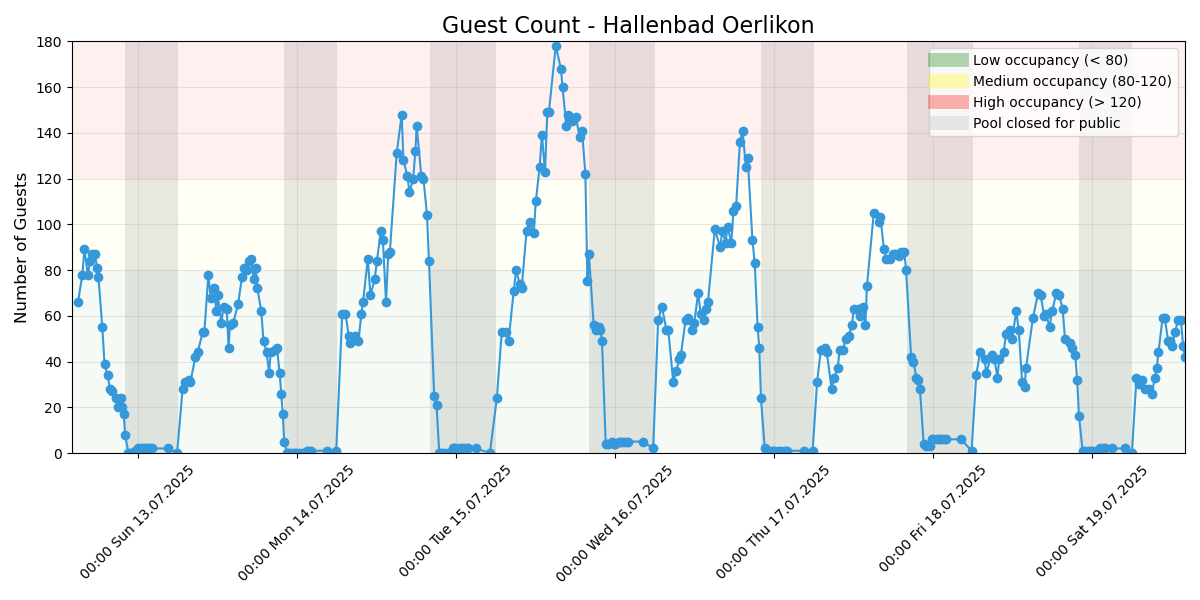 Guest Count - Hallenbad Oerlikon
Number of Guests
180
160
140
120
100
80
60
40
20
0
Low occupancy (< 80)
Medium occupancy (80-120)
High occupancy (> 120)
Pool closed for public
00:00 Sun 13.07.2025
00:00 Mon 14.07.2025
00:00 Tue 15.07.2025
00:00 Wed 16.07.2025
00:00 Thu 17.07.2025
00:00 Fri 18.07.2025
00:00 Sat 19.07.2025